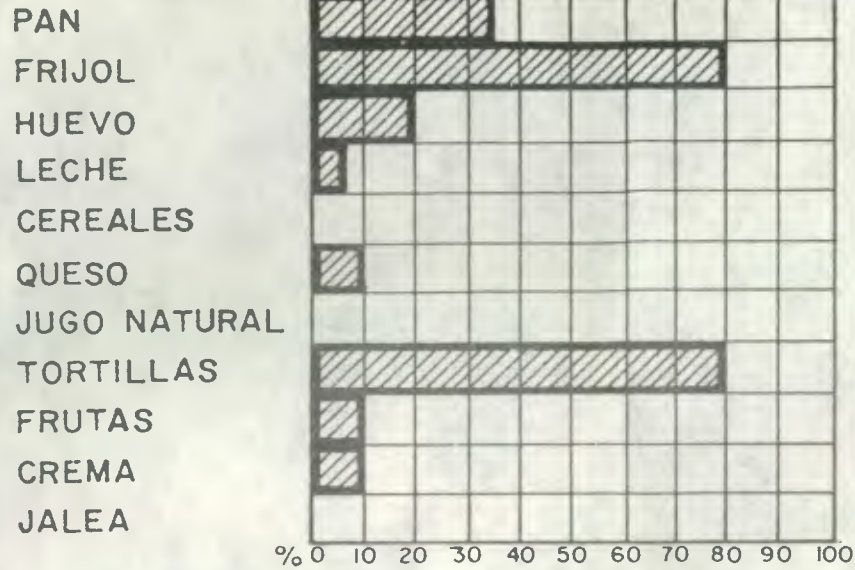 PAN
FRIJOL
HUEVO
LECHE
CEREALES
QUESO
JUGO NATURAL
TORTILLAS
FRUTAS
CREMA
JALEA
% 0 10 20 30 40 50 60 70 80 90 100